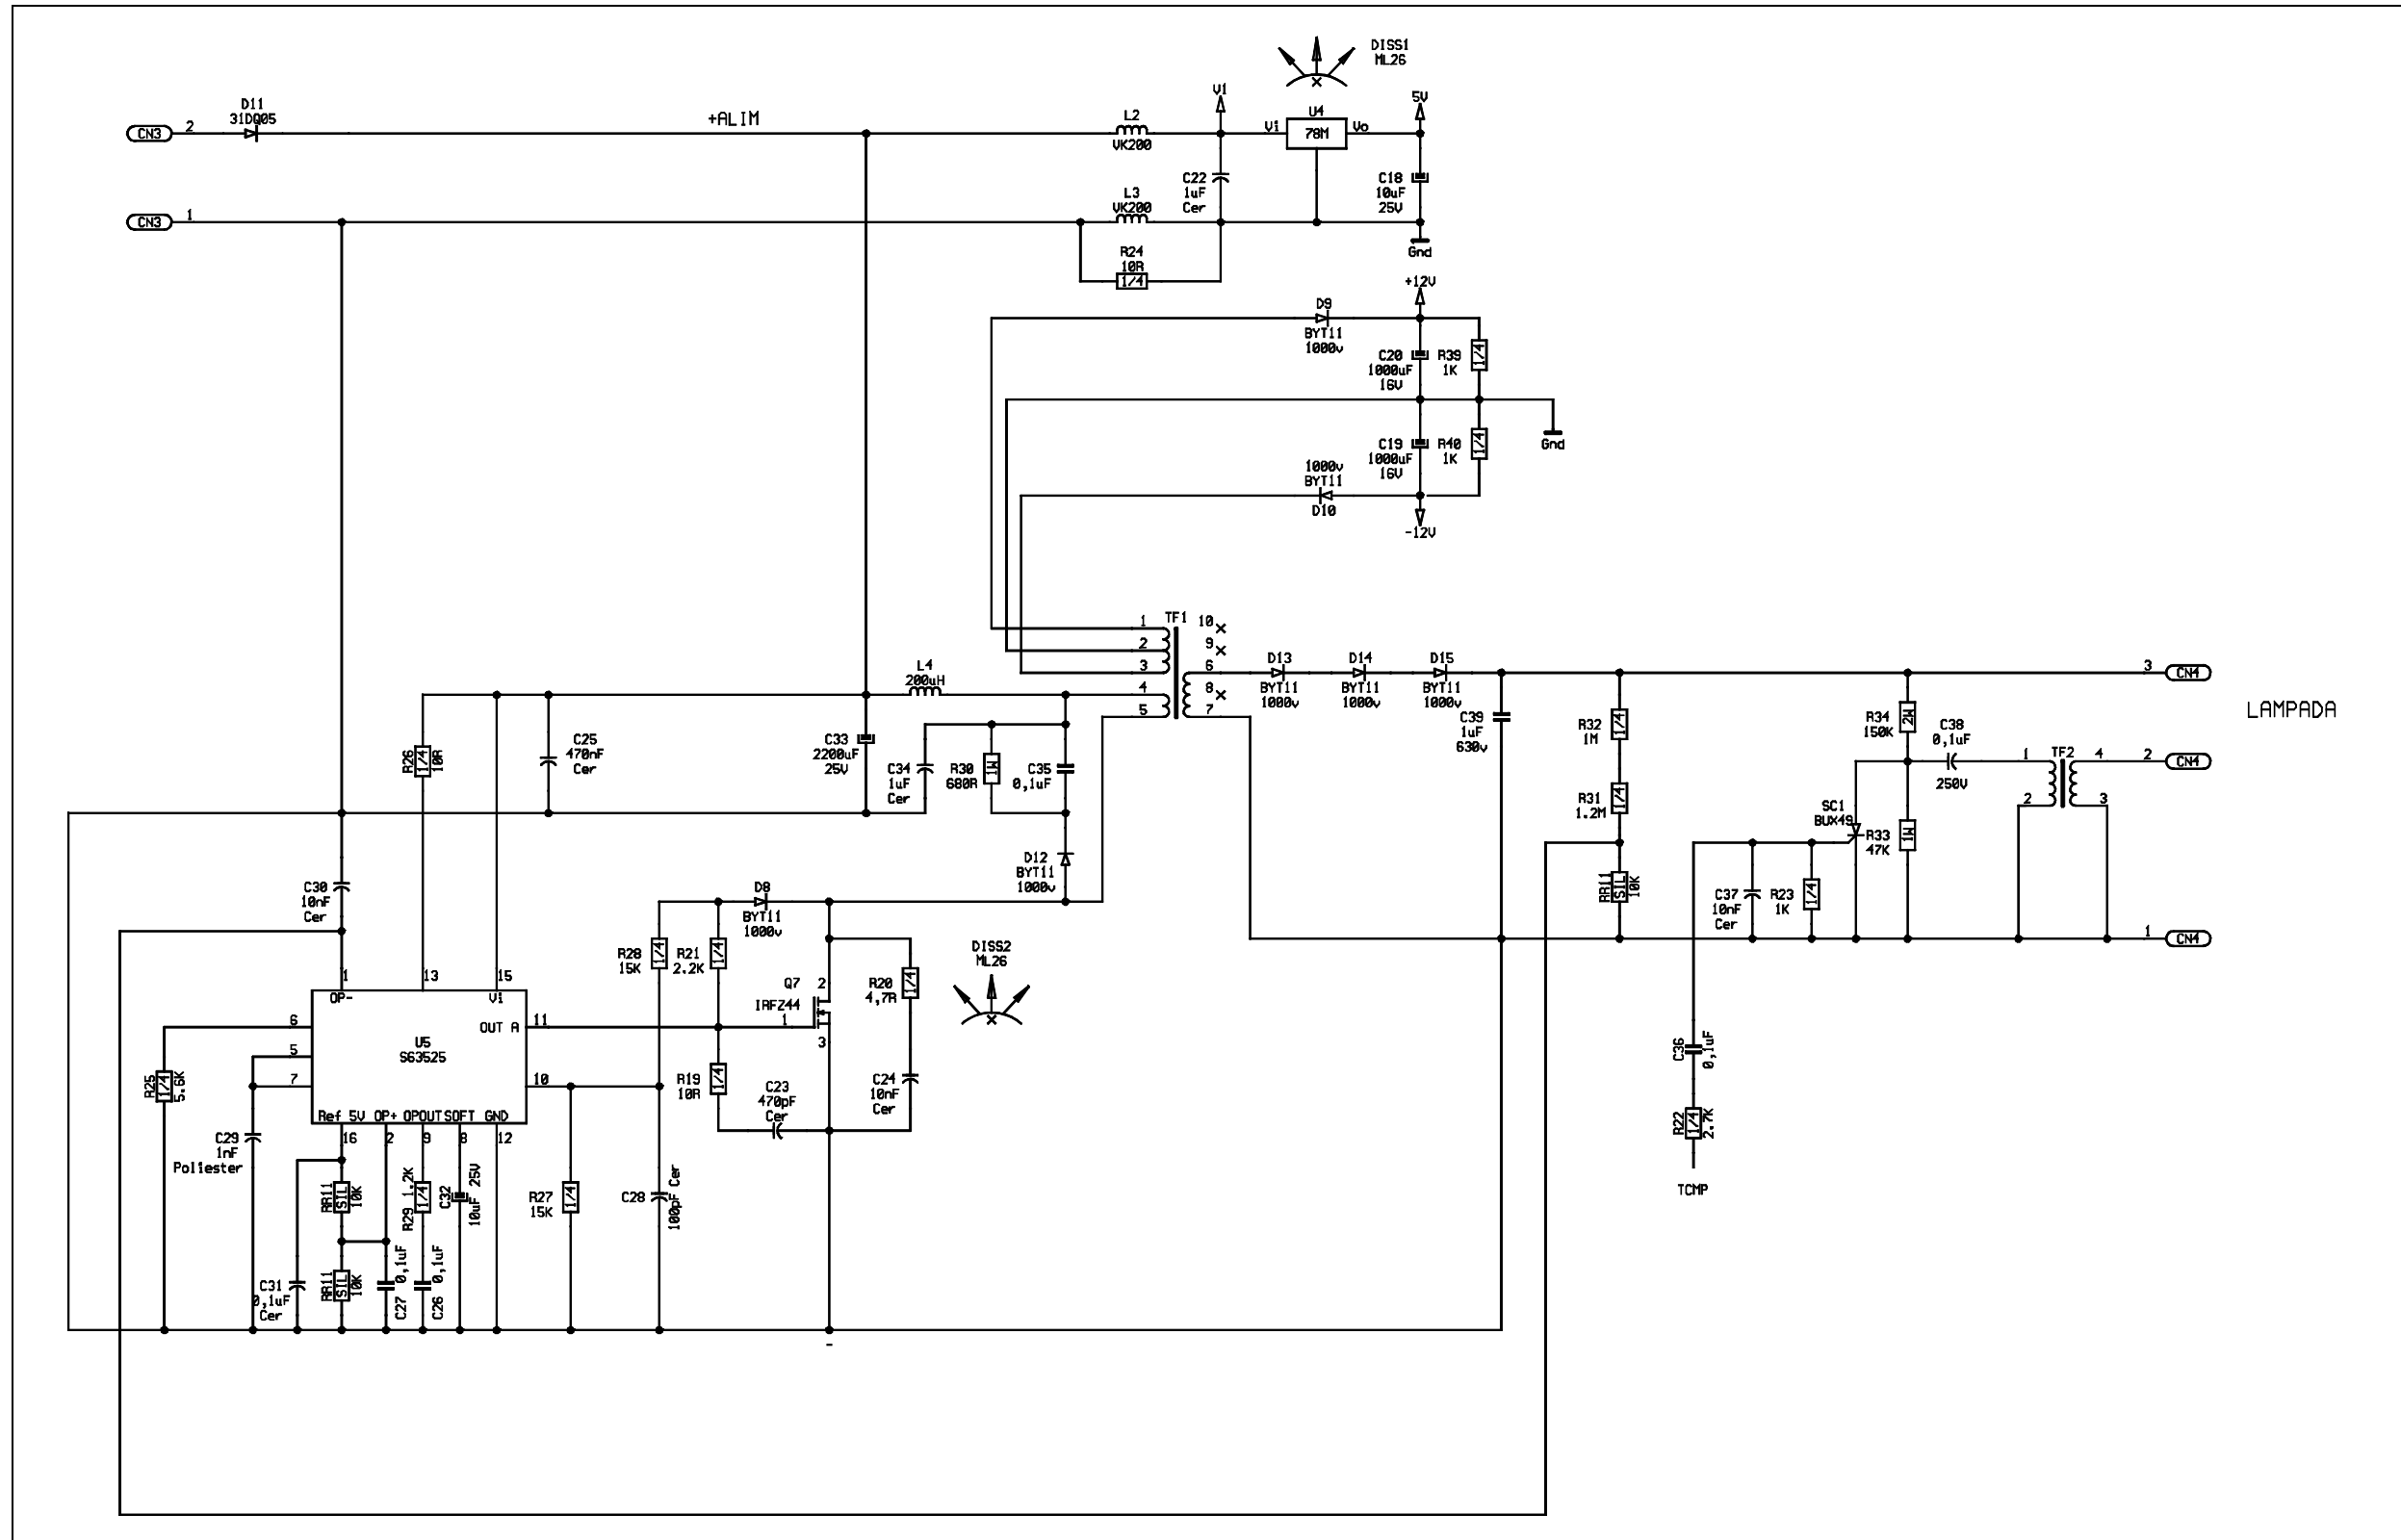 DISS1
ML26
D11
31DQ05
CN3
2
+ALIM
L2
VK200
V1
Vi
U4
78M
Vo
5V
C22
1uF
Cer
C18
10uF
25V
CN3
1
L3
VK200
R24
10R
1/4
Gnd
+12V
D9
BYT11
1000v
C20
1000uF
16V
R39
1K
1/4
Gnd
C19
1000uF
16V
R40
1K
1/4
1000v
BYT11
D10
-12V
TF1
1
2
3
4
5
10
9
6
8
7
L4
200uH
D13
BYT11
1000v
D14
BYT11
1000v
D15
BYT11
1000v
3
CN4
LAMPADA
R26
1/4
10R
C25
470nF
Cer
C33
2200uF
25V
C34
1uF
Cer
R30
680R
1W
C35
0,1uF
C39
1uF
630v
R32
1M
1/4
R34
150K
2W
C38
0,1uF
250V
TF2
1
2
4
3
2
CN4
R31
1.2M
1/4
SC1
BUX49
R33
47K
1W
D12
BYT11
1000v
C30
10nF
Cer
D8
BYT11
1000v
RR11
SIL
10K
C37
10nF
Cer
R23
1K
1/4
1
CN4
R28
15K
1/4
R21
2.2K
1/4
DISS2
ML26
Q7
IRFZ44
1
2
3
R20
4,7R
1/4
1
13
15
OP-
Vi
OUT A
11
6
5
7
U5
SG3525
10
R25
1/4
5.6K
R19
10R
1/4
C23
470pF
Cer
C24
10nF
Cer
C36
0,1uF
Ref 5V OP+ OPOUT SOFT GND
16
2
9
8
12
C29
1nF
Poliester
R22
1/4
2.7K
TCMP
RR11
SIL
10K
R29 1.2K
1/4
C32
10uF 25V
R27
15K
1/4
C28
100pF Cer
C31
0,1uF
Cer
RR11
SIL
10K
C27
0,1uF
C26
0,1uF
-